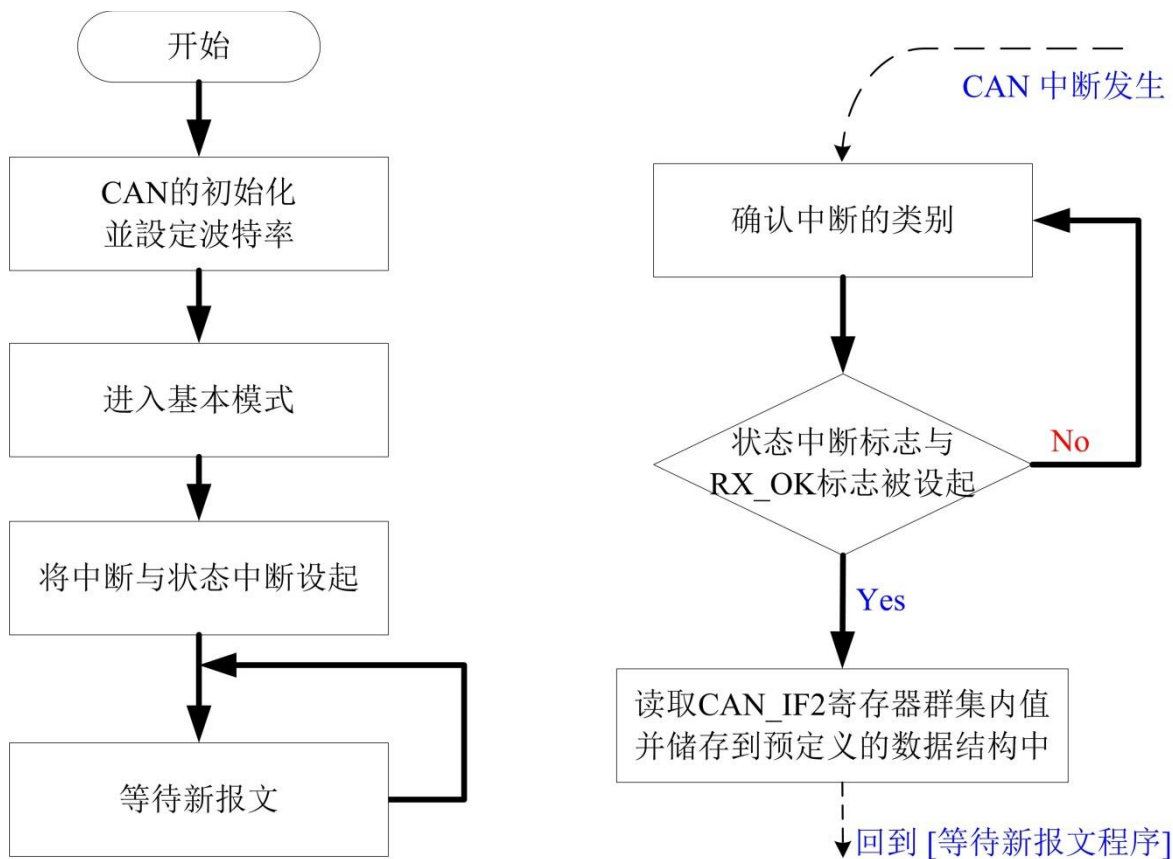 开始
CAN的初始化
並設定波特率
进入基本模式
将中断与状态中断设起
等待新报文
CAN 中断发生
确认中断的类别
状态中断标志与
RX_OK标志被设起
No
Yes
读取CAN_IF2寄存器群集内值
并储存到预定义的数据结构中
回到 [等待新报文程序]